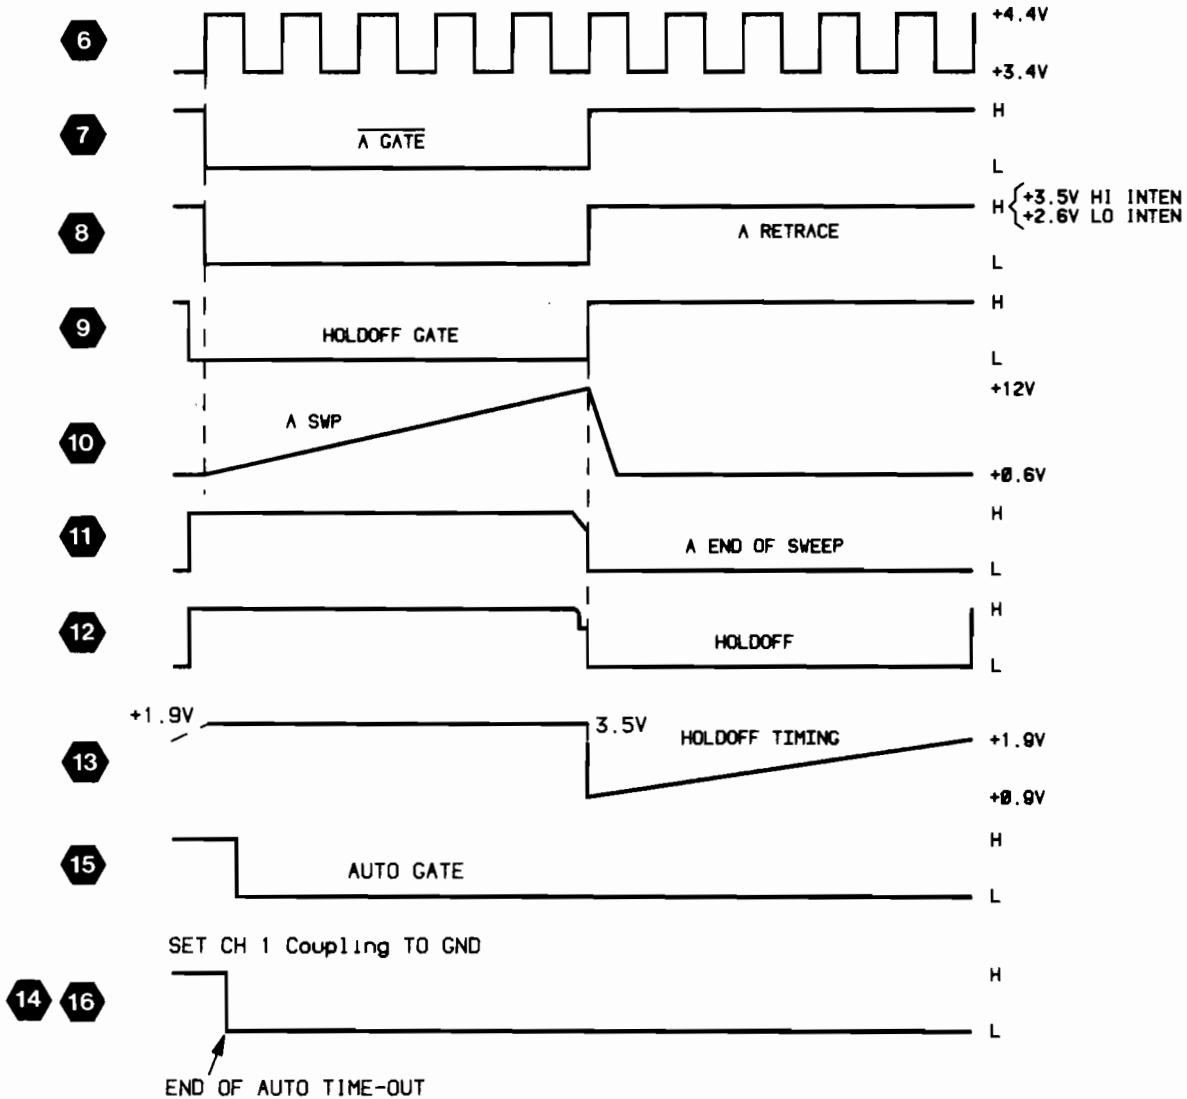 6
+4.4V
+3.4V
7
A GATE
H
L
8
A RETRACE
H
+3.5V HI INTEN
+2.6V LO INTEN
L
9
HOLDOFF GATE
H
L
10
A SWP
+12V
+0.6V
11
A END OF SWEEP
H
L
12
HOLDOFF
H
L
13
+1.9V
3.5V
HOLDOFF TIMING
+1.9V
+0.9V
15
AUTO GATE
H
L
SET CH 1 Coupling TO GND
14 16
H
L
END OF AUTO TIME-OUT